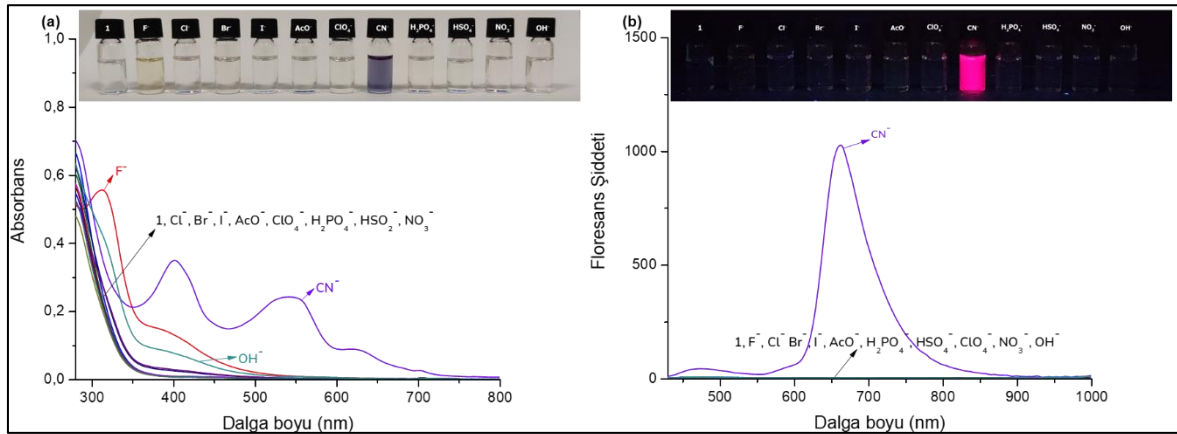 (a)
1 F⁻ Cl⁻ Br⁻ I⁻ AcO⁻ ClO₄⁻ CN⁻ H₂PO₄⁻ HSO₄⁻ NO₃⁻ OH⁻
1,0
0,8
0,6
0,4
0,2
0,0
Absorbans
F⁻
1, Cl⁻, Br⁻, I⁻, AcO⁻, ClO₄⁻, H₂PO₄⁻, HSO₂⁻, NO₃⁻
CN⁻
OH⁻
300 400 500 600 700 800
Dalga boyu (nm)
(b)
1 F⁻ Cl⁻ Br⁻ I⁻ AcO⁻ ClO₄⁻ CN⁻ H₂PO₄⁻ HSO₄⁻ NO₃⁻ OH⁻
1500
1000
500
0
Floresans Şiddeti
CN⁻
1, F⁻, Cl⁻ Br⁻, I⁻, AcO⁻, H₂PO₄⁻, HSO₄⁻, ClO₄⁻, NO₃⁻, OH⁻
500 600 700 800 900 1000
Dalga boyu (nm)